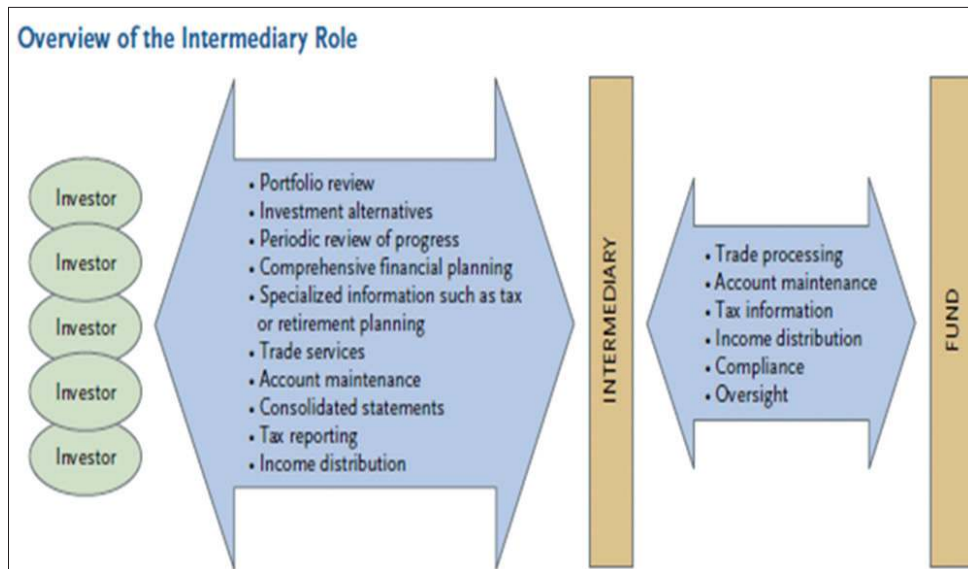 Overview of the Intermediary Role
Investor
Investor
Investor
Investor
Investor
• Portfolio review
• Investment alternatives
• Periodic review of progress
• Comprehensive financial planning
• Specialized information such as tax
or retirement planning
• Trade services
• Account maintenance
• Consolidated statements
• Tax reporting
• Income distribution
INTERMEDIARY
• Trade processing
• Account maintenance
• Tax information
• Income distribution
• Compliance
• Oversight
FUND